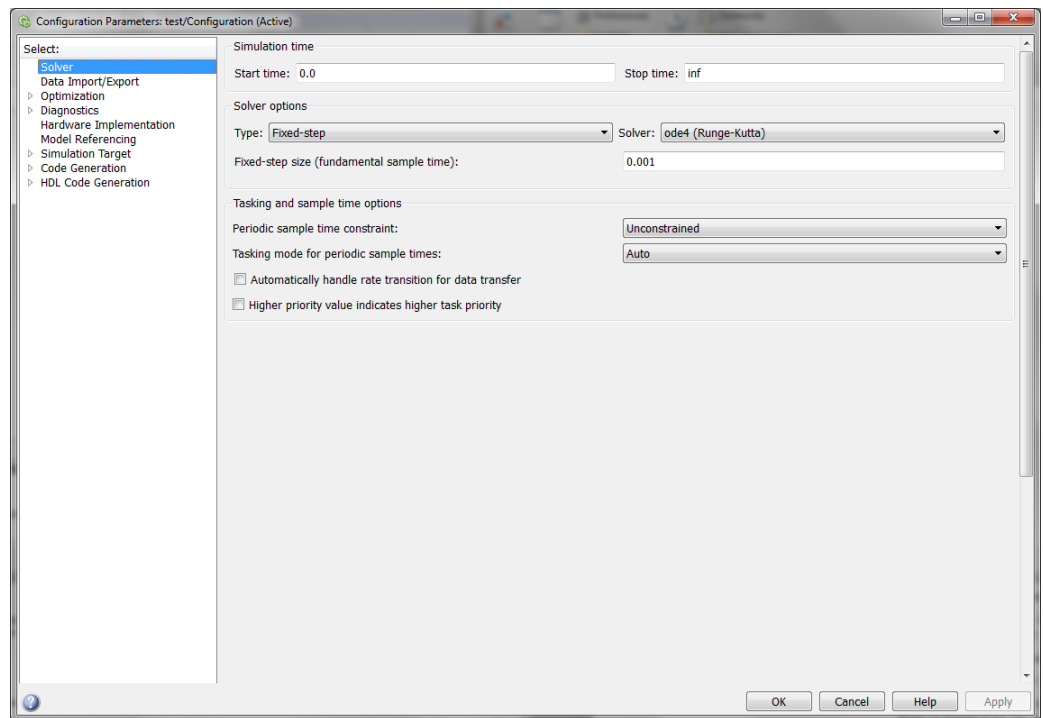 Configuration Parameters: test/Configuration (Active)
Select:
Solver
Data Import/Export
Optimization
Diagnostics
Hardware Implementation
Model Referencing
Simulation Target
Code Generation
HDL Code Generation
Simulation time
Start time: 0.0 Stop time: inf
Solver options
Type: Fixed-step Solver: ode4 (Runge-Kutta)
Fixed-step size (fundamental sample time): 0.001
Tasking and sample time options
Periodic sample time constraint: Unconstrained
Tasking mode for periodic sample times: Auto
Automatically handle rate transition for data transfer
Higher priority value indicates higher task priority
OK Cancel Help Apply